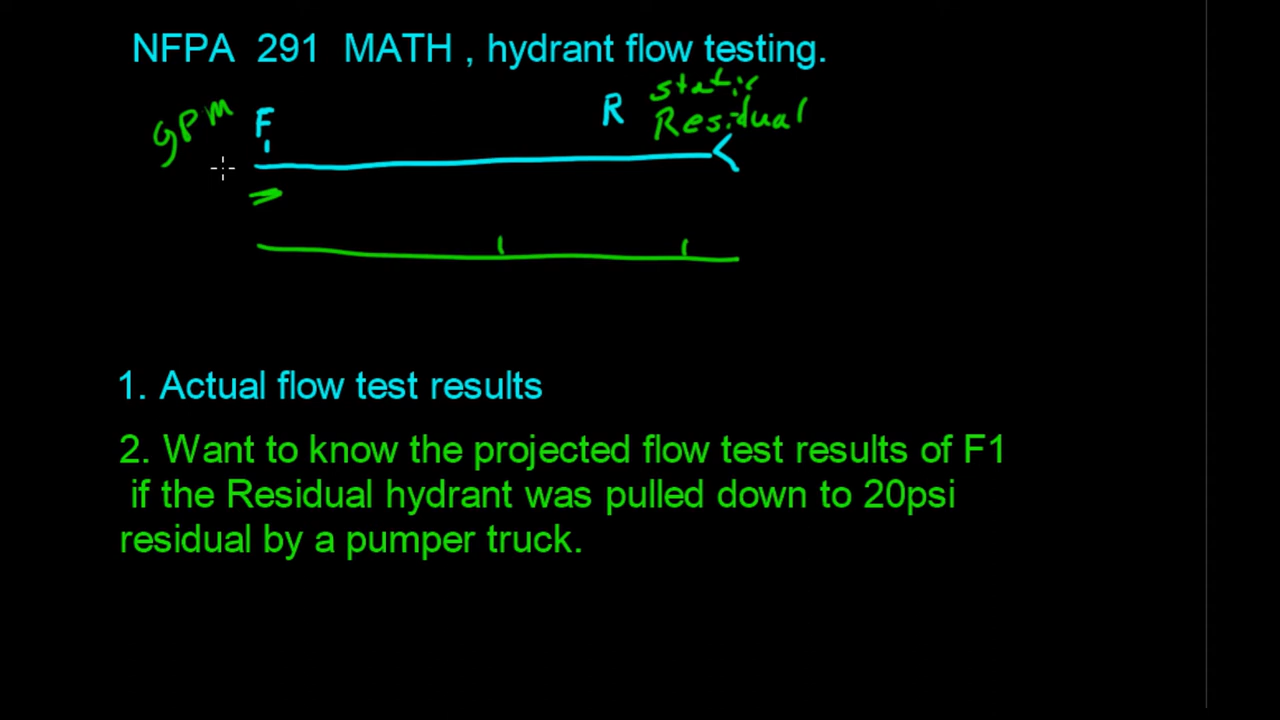 NFPA 291 MATH , hydrant flow testing.
gpm F R static
Residual
1. Actual flow test results
2. Want to know the projected flow test results of F1
if the Residual hydrant was pulled down to 20psi
residual by a pumper truck.